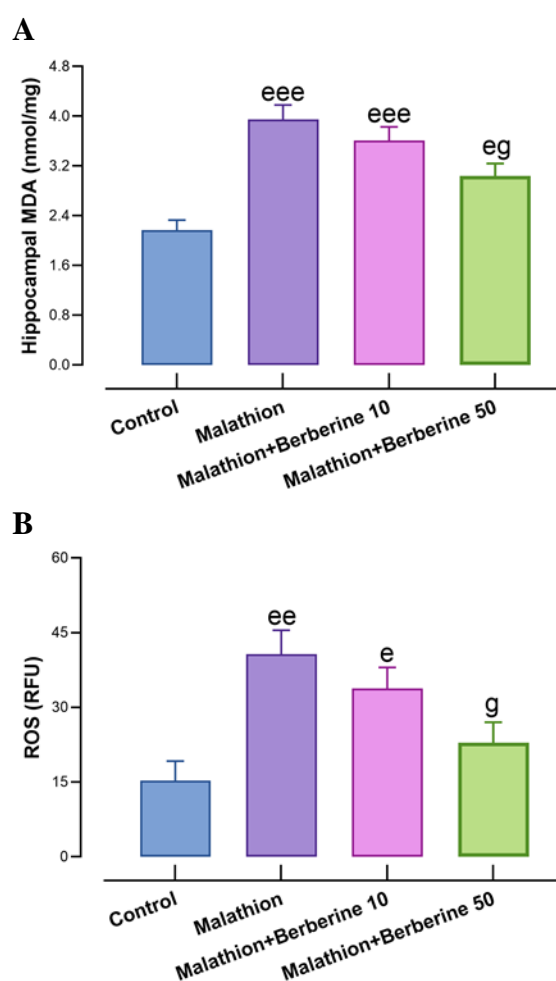 A
Hippocampal MDA (nmol/mg)
4.8
4.0
3.2
2.4
1.6
0.8
0.0
eee
eee
eg
Control
Malathion
Malathion+Berberine 10
Malathion+Berberine 50
B
ROS (RFU)
60
45
30
15
0
ee
e
g
Control
Malathion
Malathion+Berberine 10
Malathion+Berberine 50